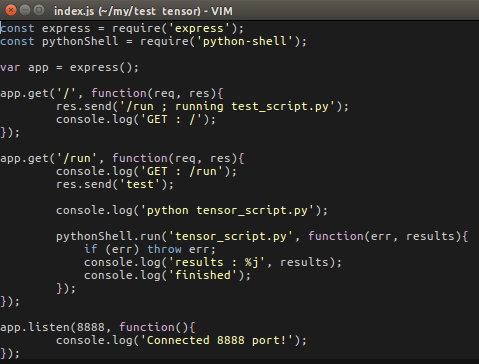 index.js (~/my/test_tensor) - VIM
const express = require('express');
const pythonShell = require('python-shell');

var app = express();

app.get('/', function(req, res){
        res.send('/run ; running test_script.py');
        console.log('GET : /');
});

app.get('/run', function(req, res){
        console.log('GET : /run');
        res.send('test');

        console.log('python tensor_script.py');

        pythonShell.run('tensor_script.py', function(err, results){
            if (err) throw err;
            console.log('results : %j', results);
            console.log('finished');
        });
});

app.listen(8888, function(){
        console.log('Connected 8888 port!');
});